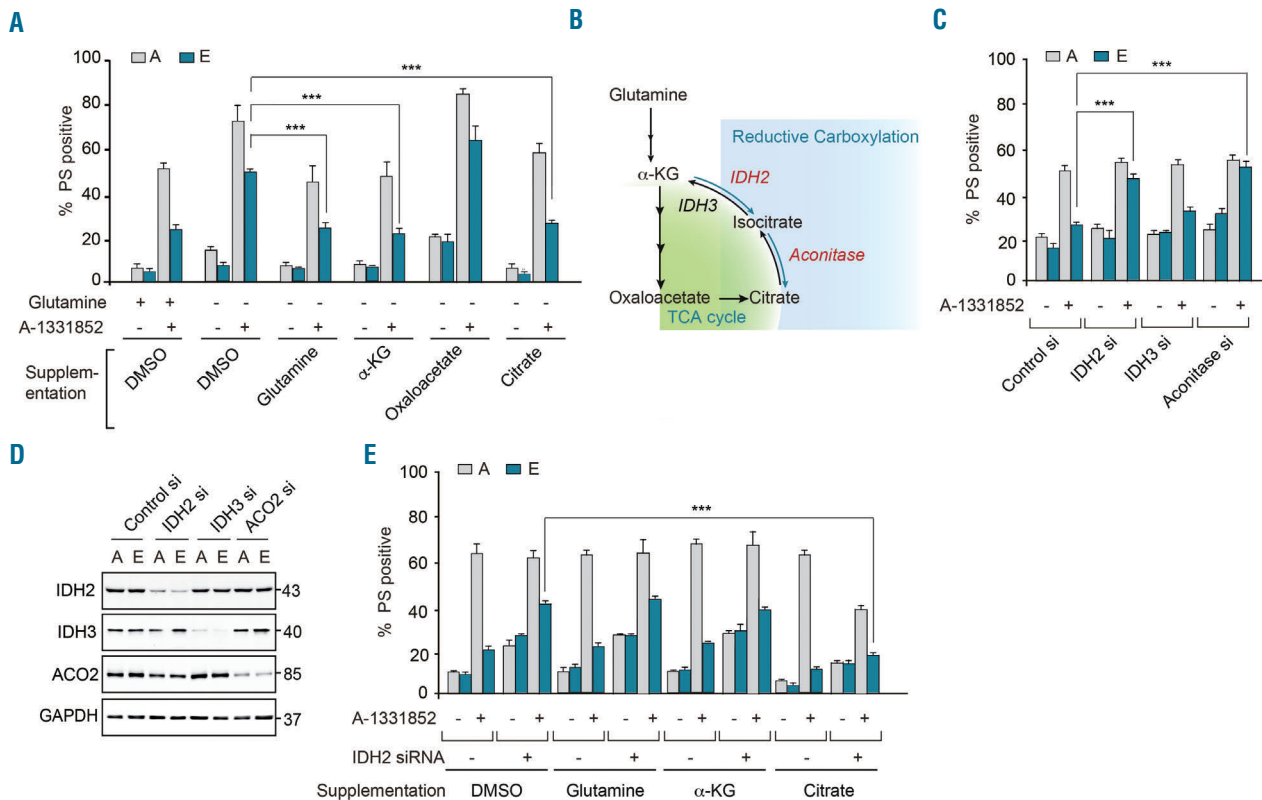 A
A E
% PS positive
100
80
60
40
20
0
***
***
***
Glutamine + + - - - - - - - - - -
A-1331852 - + - + - + - + - + - +
Supplem-
entation
DMSO DMSO Glutamine α-KG Oxaloacetate Citrate
B
Glutamine
Reductive Carboxylation
α-KG
IDH2
IDH3
Isocitrate
Aconitase
Oxaloacetate
Citrate
TCA cycle
C
A E
% PS positive
100
80
60
40
20
0
***
***
A-1331852 - + - + - + - +
Control si IDH2 si IDH3 si Aconitase si
D
Control si IDH2 si IDH3 si ACO2 si
A E A E A E A E
IDH2 43
IDH3 40
ACO2 85
GAPDH 37
E
A E
% PS positive
100
80
60
40
20
0
***
A-1331852 - + - + - + - + - + - + - + - +
IDH2 siRNA - + - + - + - +
Supplementation DMSO Glutamine α-KG Citrate